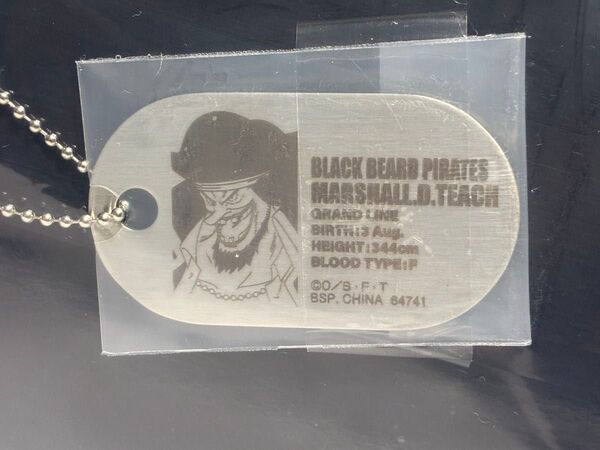 BLACK BEARD PIRATES
MARSHALL.D.TEACH
GRAND LINE
BIRTH:3 Aug.
HEIGHT:344cm
BLOOD TYPE:F
©O/S・F・T
BSP. CHINA 64741